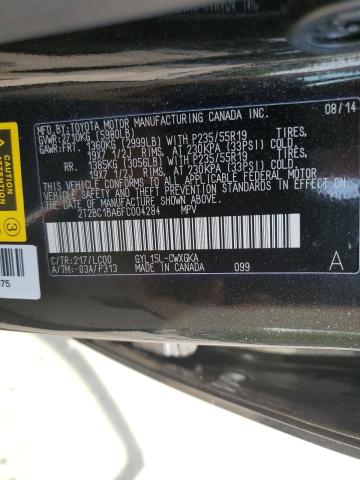 MFD. BY: TOYOTA MOTOR MANUFACTURING CANADA INC. 08/14
GVWR: 2710KG (5980LB)
GAWR: FRT. 1360KG (2999LB) WITH P235/55R19 TIRES,
19X7 1/2J RIMS, AT 230KPA (33PSI) COLD.
RR. 1385KG (3056LB) WITH P235/55R19 TIRES,
19X7 1/2J RIMS, AT 230KPA (33PSI) COLD.
THIS VEHICLE CONFORMS TO ALL APPLICABLE FEDERAL MOTOR
VEHICLE SAFETY STANDARDS IN EFFECT ON
THE DATE OF MANUFACTURE SHOWN ABOVE.
2T2BC1BA6FC004284 MPV
C/TR:217/LC00 GYL15L-CWXGKA
A/TM:-03A/P313 MADE IN CANADA 099
A
ATTENTION
3